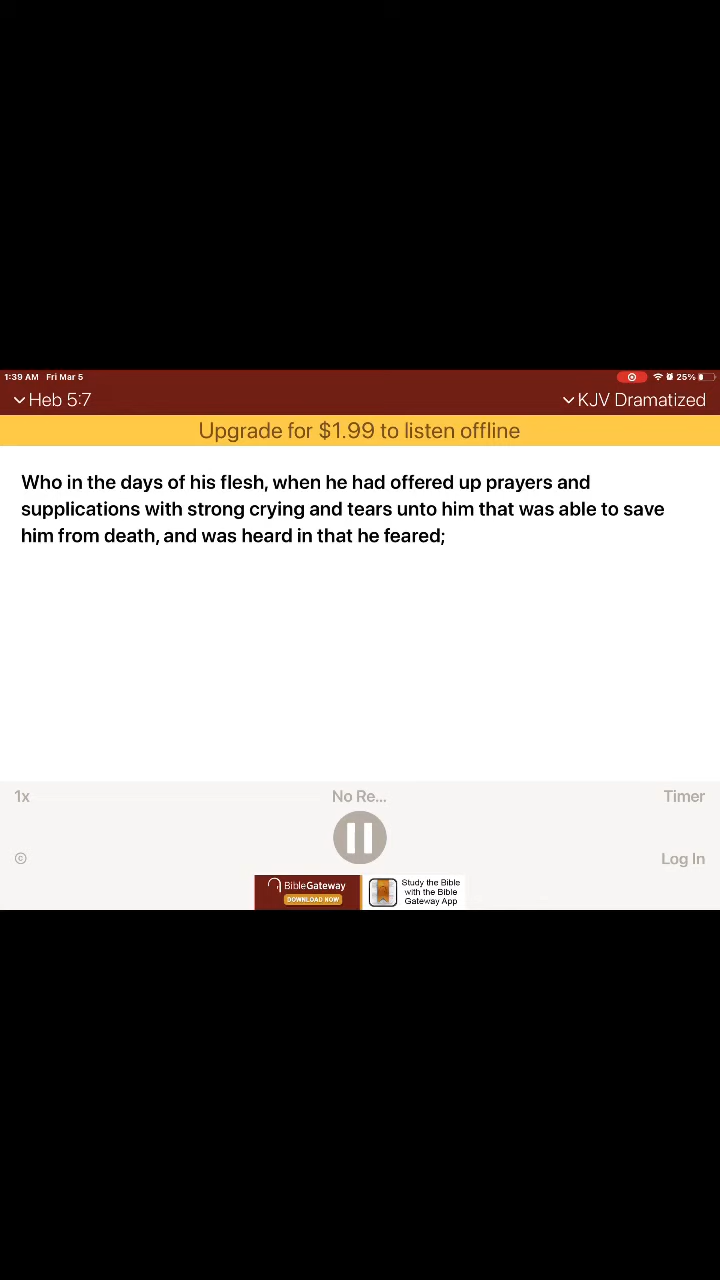 1:39 AM Fri Mar 5 25%
Heb 5:7 KJV Dramatized
Upgrade for $1.99 to listen offline
Who in the days of his flesh, when he had offered up prayers and
supplications with strong crying and tears unto him that was able to save
him from death, and was heard in that he feared;
1x No Re... Timer
© Log In
BibleGateway
DOWNLOAD NOW
Study the Bible
with the Bible
Gateway App